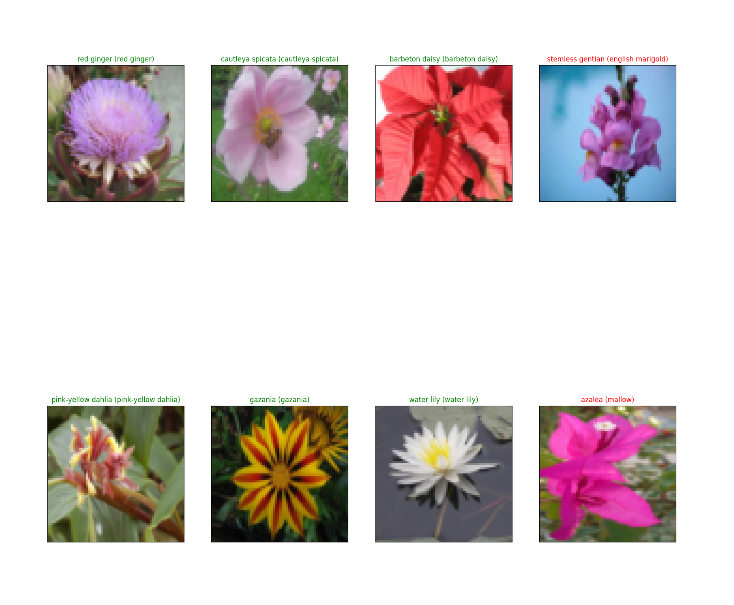 red ginger (red ginger)
cautleya spicata (cautleya spicata)
barbeton daisy (barbeton daisy)
stemless gentian (english marigold)
pink-yellow dahlia (pink-yellow dahlia)
gazania (gazania)
water lily (water lily)
azalea (mallow)